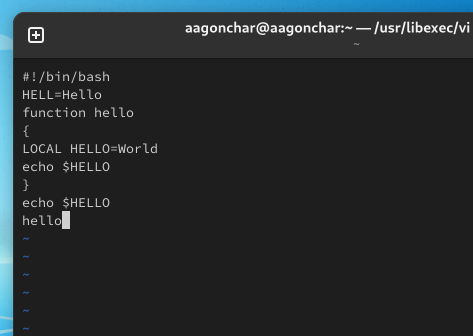 aagonchar@aagonchar:~ — /usr/libexec/vi
~
#!/bin/bash
HELL=Hello
function hello
{
LOCAL HELLO=World
echo $HELLO
}
echo $HELLO
hello
~
~
~
~
~
~